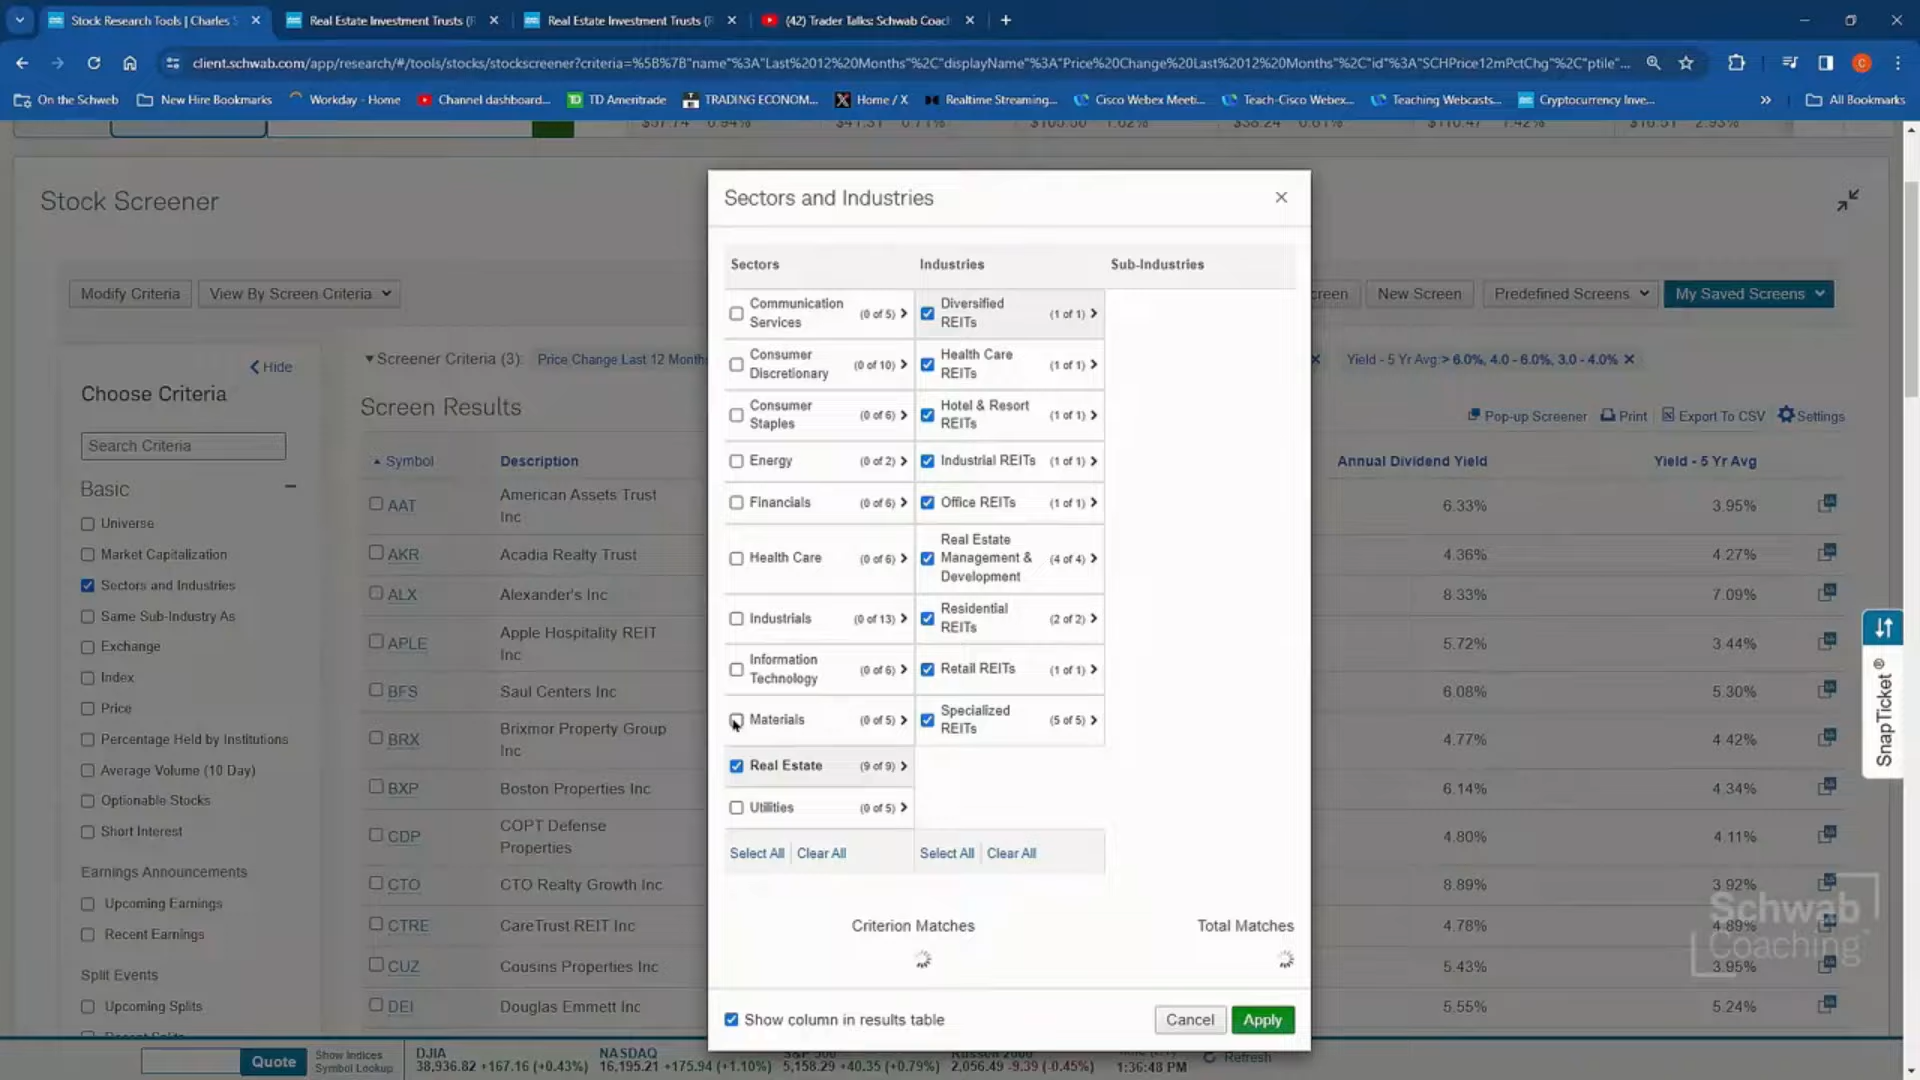 Stock Research Tools | Charles S
Real Estate Investment Trusts (F
Real Estate Investment Trusts (F
(42) Trader Talks: Schwab Coach
client.schwab.com/app/research/#/tools/stocks/stockscreener?criteria=%5B%7B"name"%3A"Last%2012%20Months"%2C"displayName"%3A"Price%20Change%20Last%2012%20Months"%2C"id"%3A"SCHPrice12mPctChg"%2C"ptile"...
On the Schweb
New Hire Bookmarks
Workday - Home
Channel dashboard...
TD Ameritrade
TRADING ECONOM...
Home / X
Realtime Streaming...
Cisco Webex Meeti...
Teach-Cisco Webex...
Teaching Webcasts...
Cryptocurrency Inve...
All Bookmarks
Stock Screener
Modify Criteria
View By Screen Criteria
New Screen
Predefined Screens
My Saved Screens
Hide
Choose Criteria
Search Criteria
Basic
Universe
Market Capitalization
Sectors and Industries
Same Sub-Industry As
Exchange
Index
Price
Percentage Held by Institutions
Average Volume (10 Day)
Optionable Stocks
Short Interest
Earnings Announcements
Upcoming Earnings
Recent Earnings
Split Events
Upcoming Splits
Recent Splits
Screener Criteria (3):
Price Change Last 12 Months
Yield - 5 Yr Avg: > 6.0%, 4.0 - 6.0%, 3.0 - 4.0%
Screen Results
Pop-up Screener
Print
Export To CSV
Settings
Symbol Description Annual Dividend Yield Yield - 5 Yr Avg
AAT American Assets Trust Inc 6.33% 3.95%
AKR Acadia Realty Trust 4.36% 4.27%
ALX Alexander's Inc 8.33% 7.09%
APLE Apple Hospitality REIT Inc 5.72% 3.44%
BFS Saul Centers Inc 6.08% 5.30%
BRX Brixmor Property Group Inc 4.77% 4.42%
BXP Boston Properties Inc 6.14% 4.34%
CDP COPT Defense Properties 4.80% 4.11%
CTO CTO Realty Growth Inc 8.89% 3.92%
CTRE CareTrust REIT Inc 4.78% 4.89%
CUZ Cousins Properties Inc 5.43% 3.95%
DEI Douglas Emmett Inc 5.55% 5.24%
Sectors and Industries
Sectors
Industries
Sub-Industries
Communication Services (0 of 5)
Consumer Discretionary (0 of 10)
Consumer Staples (0 of 6)
Energy (0 of 2)
Financials (0 of 6)
Health Care (0 of 6)
Industrials (0 of 13)
Information Technology (0 of 6)
Materials (0 of 5)
Real Estate (9 of 9)
Utilities (0 of 5)
Select All | Clear All
Diversified REITs (1 of 1)
Health Care REITs (1 of 1)
Hotel & Resort REITs (1 of 1)
Industrial REITs (1 of 1)
Office REITs (1 of 1)
Real Estate Management & Development (4 of 4)
Residential REITs (2 of 2)
Retail REITs (1 of 1)
Specialized REITs (5 of 5)
Select All | Clear All
Criterion Matches
Total Matches
Show column in results table
Cancel
Apply
SnapTicket®
Schwab
Coaching
Quote
Show Indices
Symbol Lookup
DJIA
38,936.82 +167.16 (+0.43%)
NASDAQ
16,195.21 +175.94 (+1.10%)
5,158.29 +40.35 (+0.79%)
2,056.49 -9.39 (-0.45%)
1:36:48 PM
Refresh